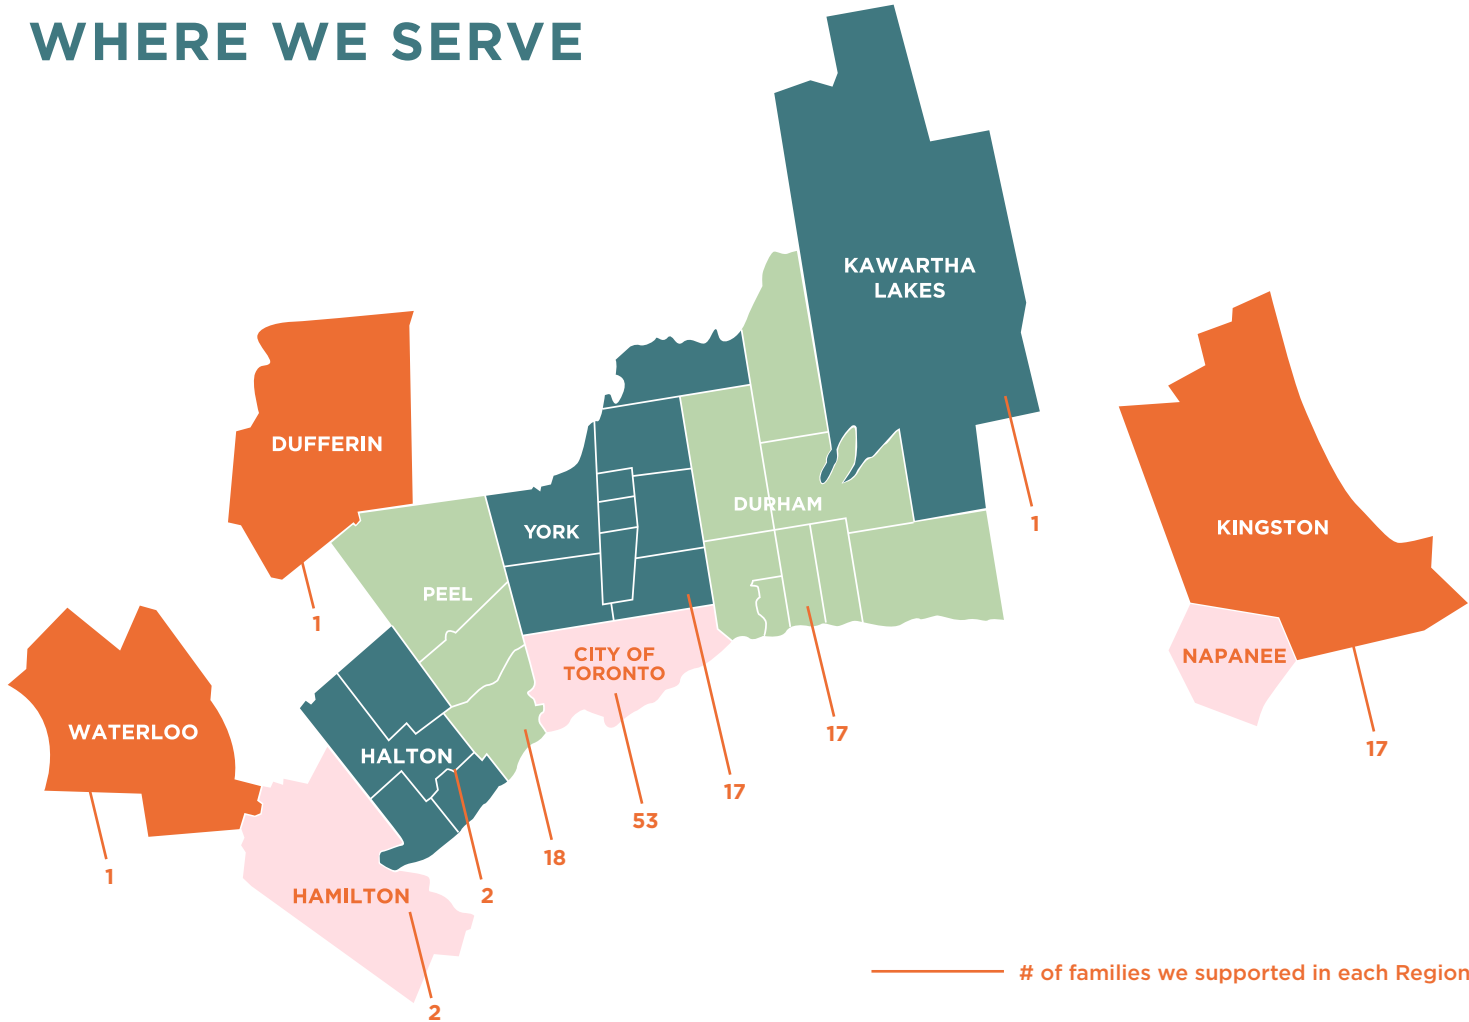 WHERE WE SERVE
KAWARTHA
LAKES
DUFFERIN
DURHAM
1
KINGSTON
YORK
PEEL
1
CITY OF
TORONTO
NAPANEE
WATERLOO
17
17
HALTON
17
53
18
1
2
HAMILTON
# of families we supported in each Region
2